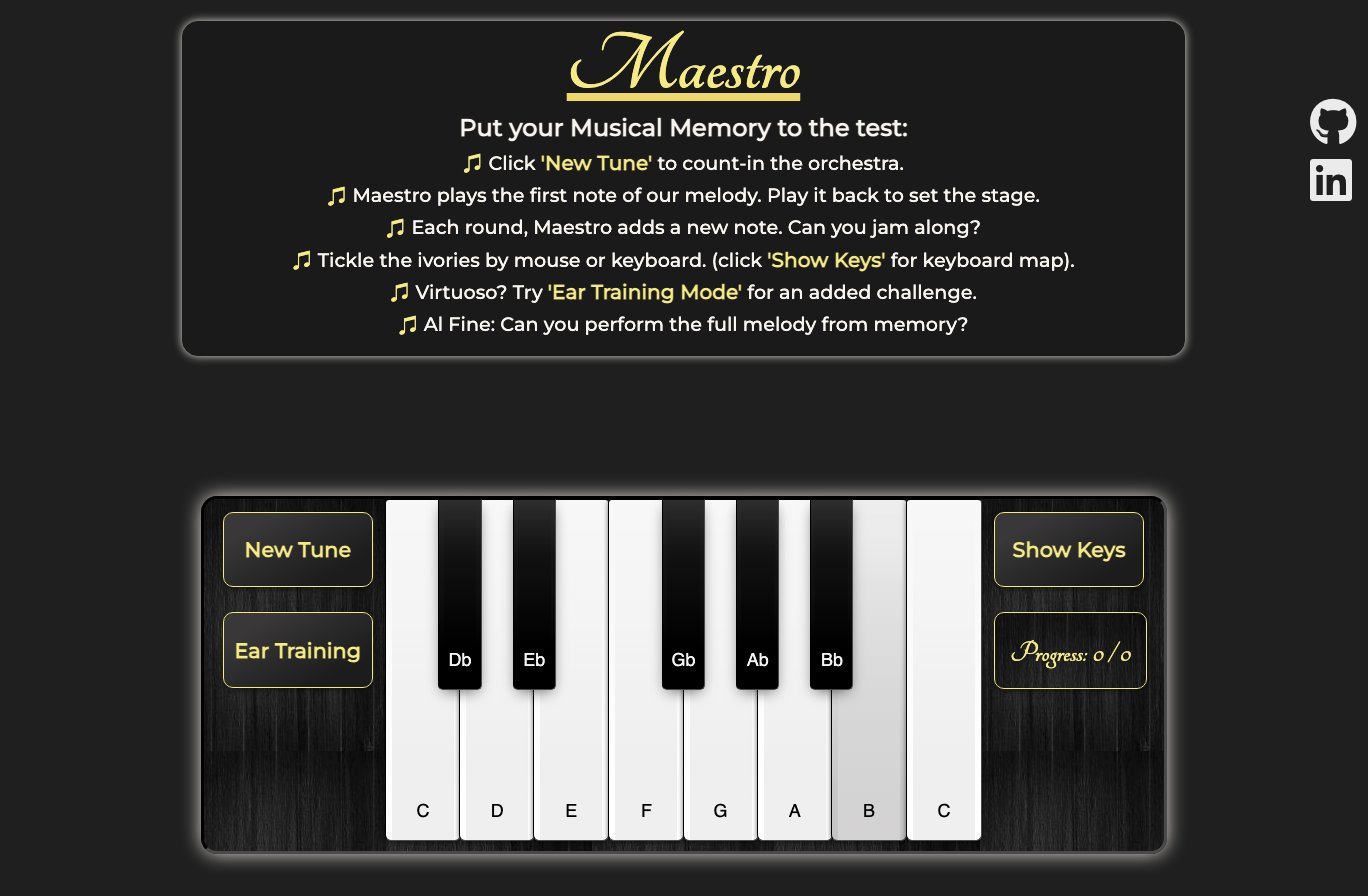 Maestro
Put your Musical Memory to the test:
Click 'New Tune' to count-in the orchestra.
Maestro plays the first note of our melody. Play it back to set the stage.
Each round, Maestro adds a new note. Can you jam along?
Tickle the ivories by mouse or keyboard. (click 'Show Keys' for keyboard map).
Virtuoso? Try 'Ear Training Mode' for an added challenge.
Al Fine: Can you perform the full melody from memory?
in
New Tune
Show Keys
Ear Training
Progress: 0/0
Db Eb Gb Ab Bb
C D E F G A B C